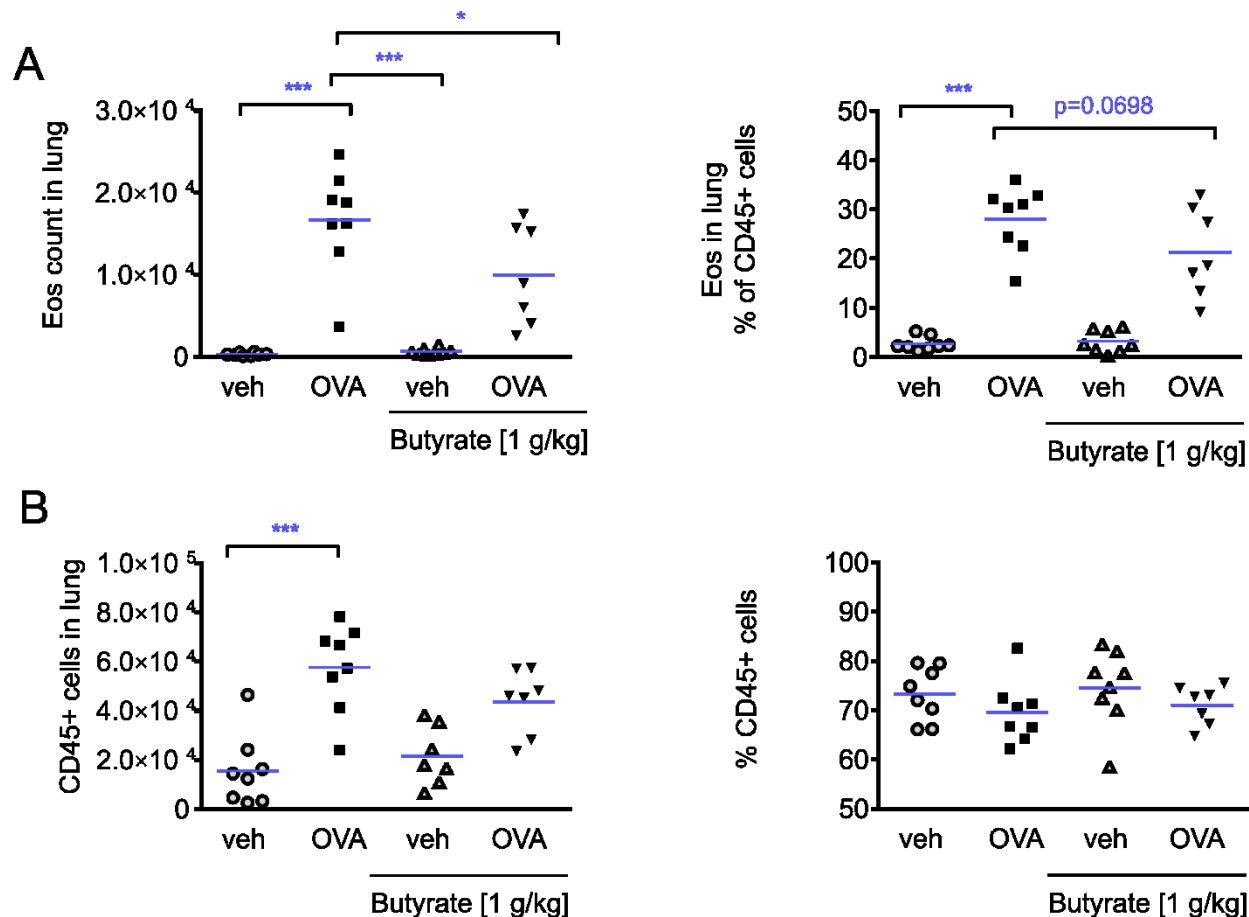 A
*
***
***
Eos count in lung
3.0×10 4
2.0×10 4
1.0×10 4
0
veh
OVA
veh
OVA
Butyrate [1 g/kg]
***
p=0.0698
Eos in lung
% of CD45+ cells
50
40
30
20
10
0
veh
OVA
veh
OVA
Butyrate [1 g/kg]
B
***
CD45+ cells in lung
1.0×10 5
8.0×10 4
6.0×10 4
4.0×10 4
2.0×10 4
0
veh
OVA
veh
OVA
Butyrate [1 g/kg]
% CD45+ cells
100
90
80
70
60
50
veh
OVA
veh
OVA
Butyrate [1 g/kg]